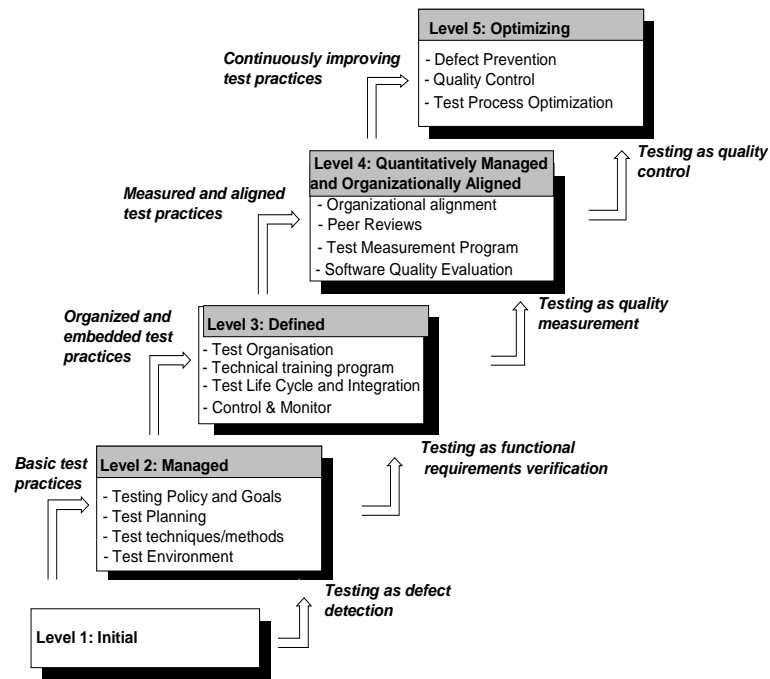 Level 5: Optimizing
- Defect Prevention
- Quality Control
- Test Process Optimization
Continuously improving
test practices
Testing as quality
control
Level 4: Quantitatively Managed
and Organizationally Aligned
- Organizational alignment
- Peer Reviews
- Test Measurement Program
- Software Quality Evaluation
Measured and aligned
test practices
Testing as quality
measurement
Level 3: Defined
- Test Organisation
- Technical training program
- Test Life Cycle and Integration
- Control & Monitor
Organized and
embedded test
practices
Testing as functional
requirements verification
Level 2: Managed
- Testing Policy and Goals
- Test Planning
- Test techniques/methods
- Test Environment
Basic test
practices
Testing as defect
detection
Level 1: Initial